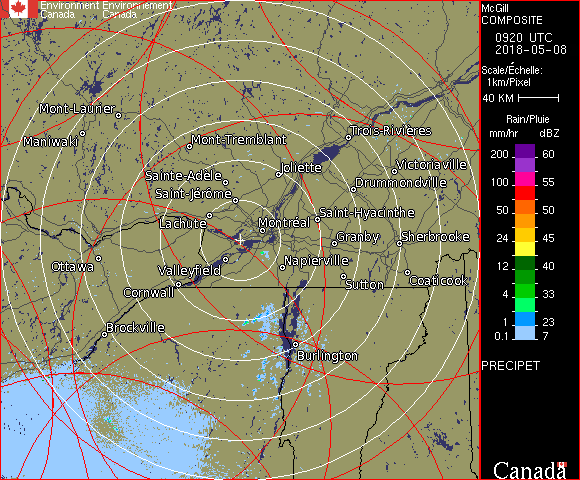 Environment Environnement
Canada Canada
McGill
COMPOSITE
0920 UTC
2018-05-08
Scale/Échelle:
1km/Pixel
40 KM
Rain/Pluie
mm/hr dBZ
200 60
100 55
50 50
24 45
12 40
4 33
1 23
0.1 7
PRECIPET
Canada
Mont-Laurier
Maniwaki
Mont-Tremblant
Trois-Rivières
Joliette
Victoriaville
Sainte-Adèle
Drummondville
Saint-Jérôme
Lachute
Saint-Hyacinthe
Montréal
Granby
Sherbrooke
Ottawa
Valleyfield
Napierville
Sutton
Coaticook
Cornwall
Brockville
Burlington